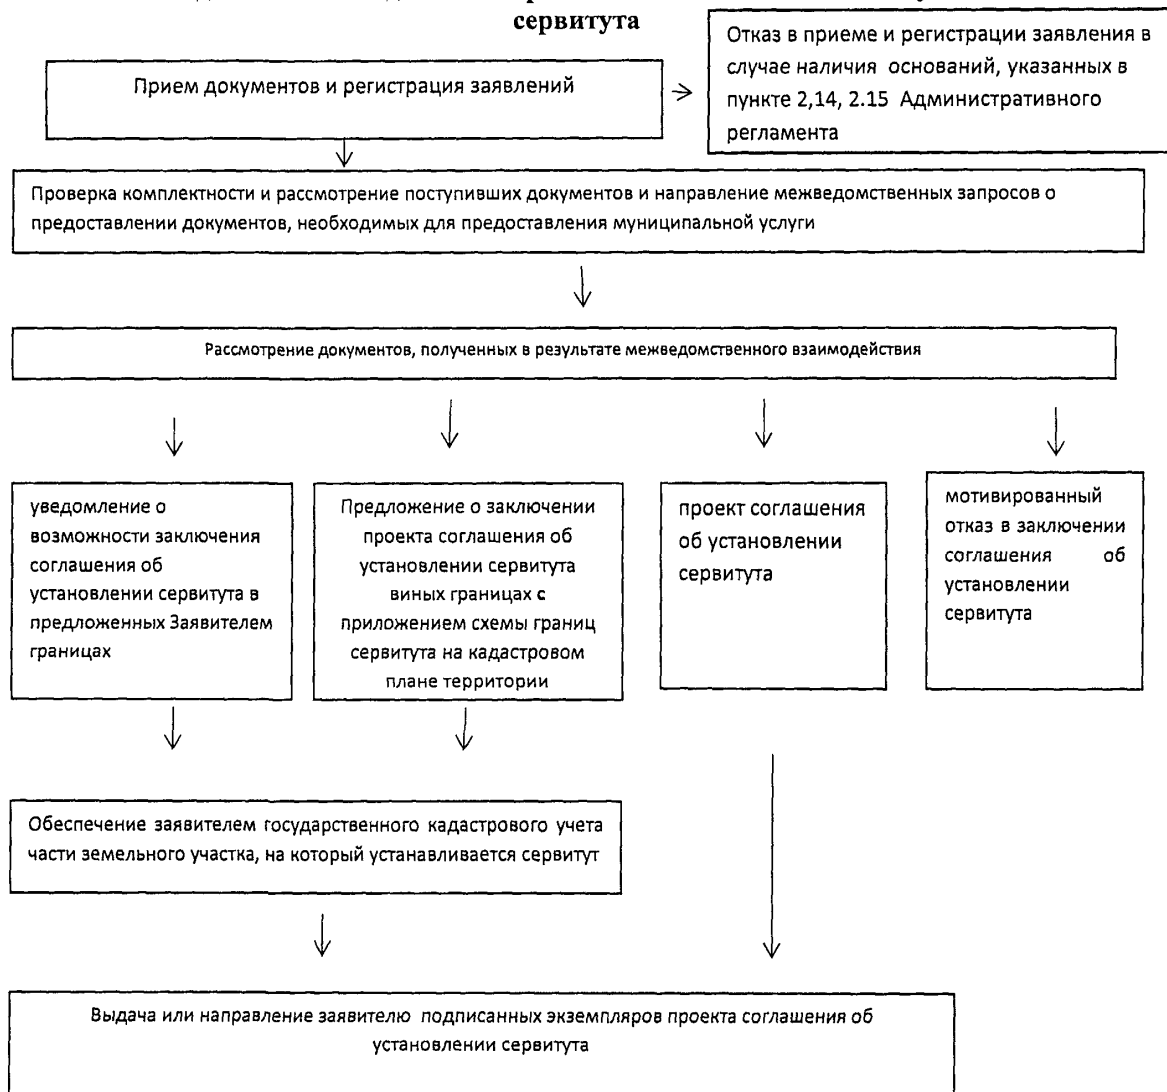 сервитута
Прием документов и регистрация заявлений
Отказ в приеме и регистрации заявления в
случае наличия оснований, указанных в
пункте 2,14, 2.15 Административного
регламента
Проверка комплектности и рассмотрение поступивших документов и направление межведомственных запросов о
предоставлении документов, необходимых для предоставления муниципальной услуги
Рассмотрение документов, полученных в результате межведомственного взаимодействия
уведомление о
возможности заключения
соглашения об
установлении сервитута в
предложенных Заявителем
границах
Предложение о заключении
проекта соглашения об
установлении сервитута
виных границах с
приложением схемы границ
сервитута на кадастровом
плане территории
проект соглашения
об установлении
сервитута
мотивированный
отказ в заключении
соглашения об
установлении
сервитута
Обеспечение заявителем государственного кадастрового учета
части земельного участка, на который устанавливается сервитут
Выдача или направление заявителю подписанных экземпляров проекта соглашения об
установлении сервитута